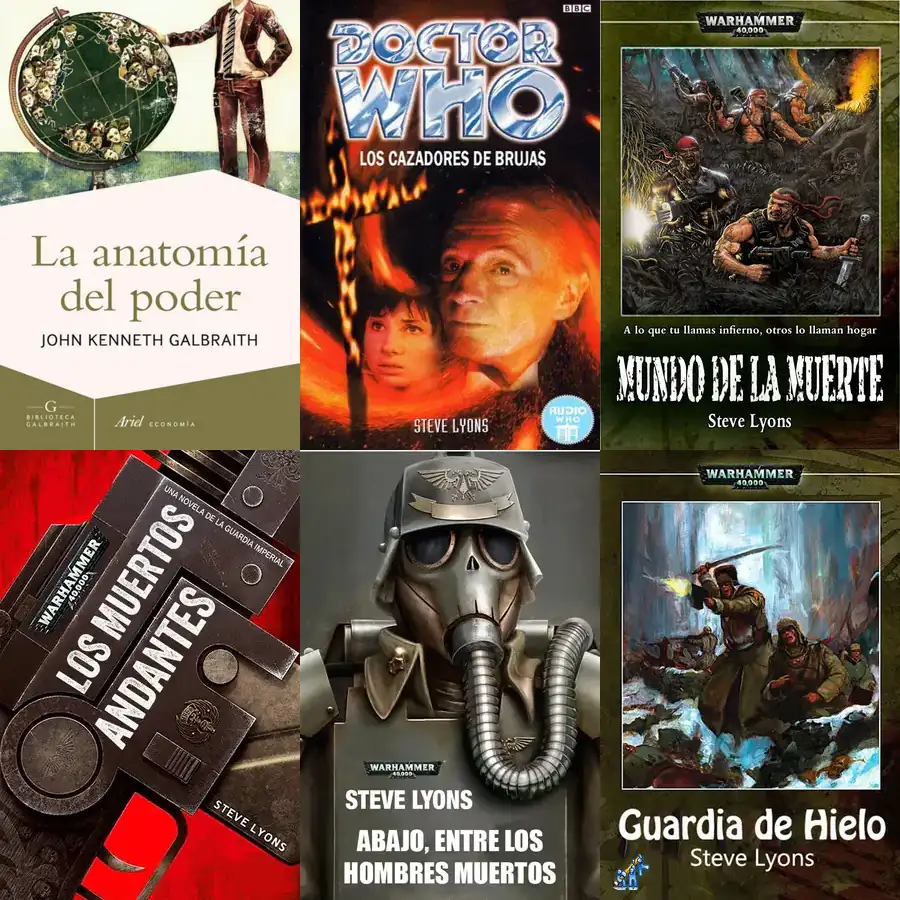 La anatomía
del poder
JOHN KENNETH GALBRAITH
G
BIBLIOTECA
GALBRAITH
Ariel ECONOMÍA
BBC
DOCTOR
WHO
LOS CAZADORES DE BRUJAS
STEVE LYONS
AUDIO
WHO
WARHAMMER
40,000
A lo que tu llamas infierno, otros lo llaman hogar
MUNDO DE LA MUERTE
Steve Lyons
UNA NOVELA DE LA GUARDIA IMPERIAL
WARHAMMER
40,000
LOS MUERTOS
ANDANTES
STEVE LYONS
WARHAMMER
40,000
STEVE LYONS
ABAJO, ENTRE LOS
HOMBRES MUERTOS
WARHAMMER
40,000
Guardia de Hielo
Steve Lyons